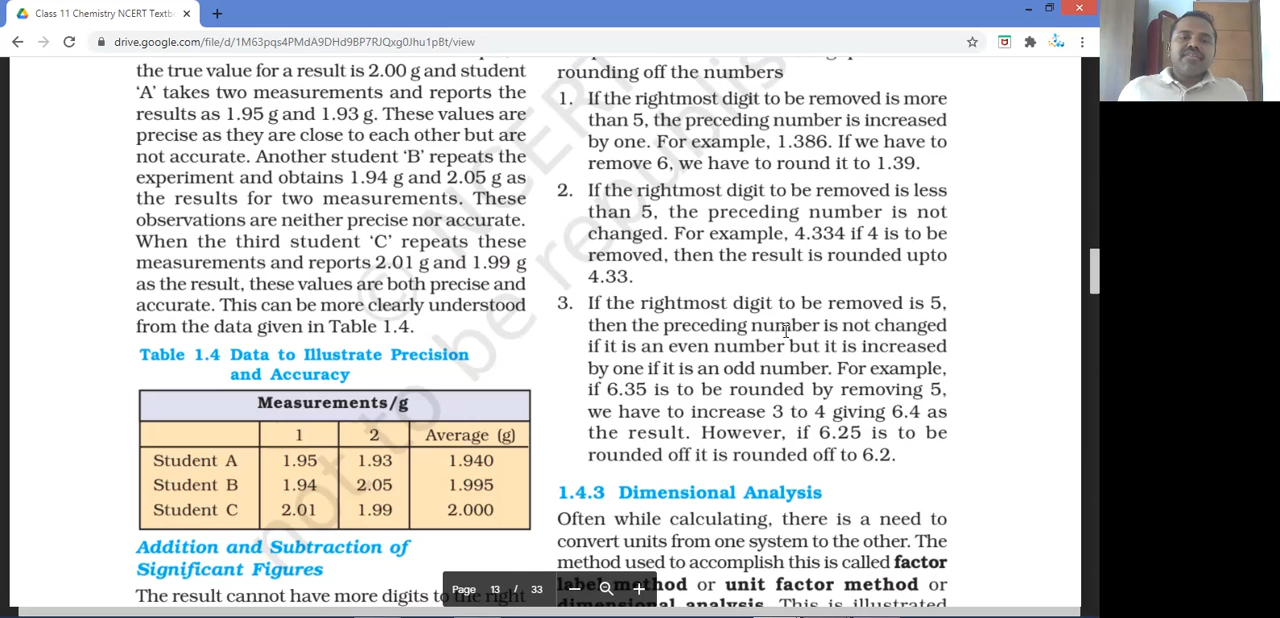 Class 11 Chemistry NCERT Textb
drive.google.com/file/d/1M63pqs4PMdA9DHd9BP7RJQxg0Jhu1pBt/view
the true value for a result is 2.00 g and student
'A' takes two measurements and reports the
results as 1.95 g and 1.93 g. These values are
precise as they are close to each other but are
not accurate. Another student 'B' repeats the
experiment and obtains 1.94 g and 2.05 g as
the results for two measurements. These
observations are neither precise nor accurate.
When the third student 'C' repeats these
measurements and reports 2.01 g and 1.99 g
as the result, these values are both precise and
accurate. This can be more clearly understood
from the data given in Table 1.4.
Table 1.4 Data to Illustrate Precision
and Accuracy
Measurements/g
1 2 Average (g)
Student A 1.95 1.93 1.940
Student B 1.94 2.05 1.995
Student C 2.01 1.99 2.000
Addition and Subtraction of
Significant Figures
The result cannot have more digits to the right
rounding off the numbers
1. If the rightmost digit to be removed is more
than 5, the preceding number is increased
by one. For example, 1.386. If we have to
remove 6, we have to round it to 1.39.
2. If the rightmost digit to be removed is less
than 5, the preceding number is not
changed. For example, 4.334 if 4 is to be
removed, then the result is rounded upto
4.33.
3. If the rightmost digit to be removed is 5,
then the preceding number is not changed
if it is an even number but it is increased
by one if it is an odd number. For example,
if 6.35 is to be rounded by removing 5,
we have to increase 3 to 4 giving 6.4 as
the result. However, if 6.25 is to be
rounded off it is rounded off to 6.2.
1.4.3 Dimensional Analysis
Often while calculating, there is a need to
convert units from one system to the other. The
method used to accomplish this is called factor
label method or unit factor method or
dimensional analysis. This is illustrated
Page 13 / 33
© NCERT
not to be republis